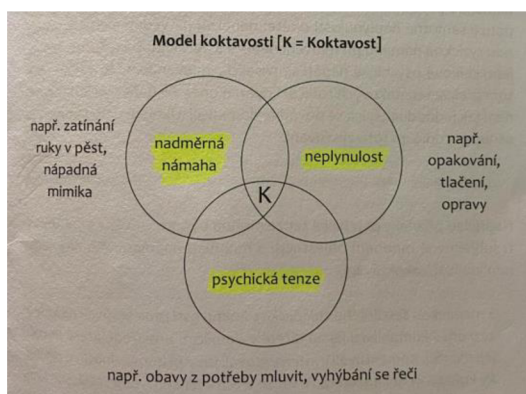 Model koktavosti [K = Koktavost]
např. zatínání
ruky v pěst,
nápadná
mimika
nadměrná
námaha
neplynulost
např.
opakování,
tlačení,
opravy
K
psychická tenze
např. obavy z potřeby mluvit, vyhýbání se řeči